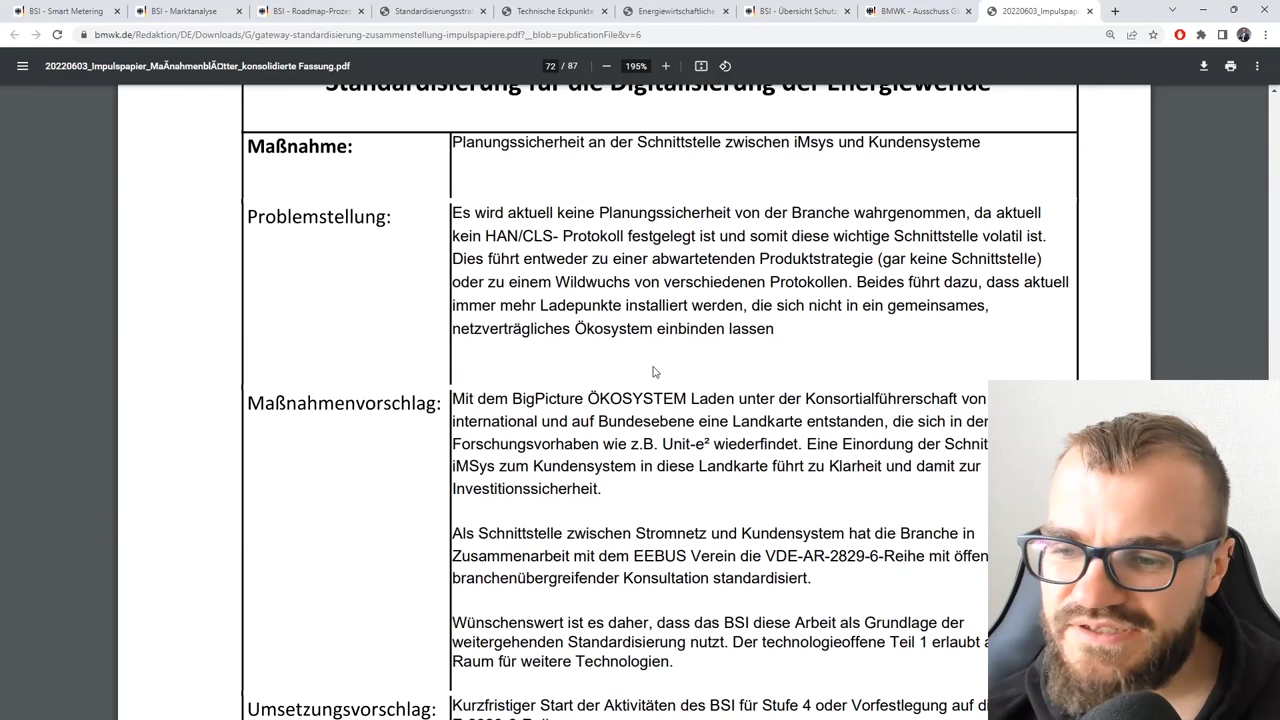 BSI - Smart Metering
BSI - Marktanalyse
BSI - Roadmap-Prozes
Standardisierungsstra
Technische Eckpunkte
Energiewirtschaftliche
BSI - Übersicht Schutz
BMWK - Ausschuss G
20220603_Impulspap
bmwk.de/Redaktion/DE/Downloads/G/gateway-standardisierung-zusammenstellung-impulspapiere.pdf?__blob=publicationFile&v=6
20220603_Impulspapier_MaÃnahmenblÃ¤tter_konsolidierte Fassung.pdf
72 / 87
195%
Standardisierung für die Digitalisierung der Energiewende
Maßnahme:
Planungssicherheit an der Schnittstelle zwischen iMsys und Kundensysteme
Problemstellung:
Es wird aktuell keine Planungssicherheit von der Branche wahrgenommen, da aktuell
kein HAN/CLS- Protokoll festgelegt ist und somit diese wichtige Schnittstelle volatil ist.
Dies führt entweder zu einer abwartetenden Produktstrategie (gar keine Schnittstelle)
oder zu einem Wildwuchs von verschiedenen Protokollen. Beides führt dazu, dass aktuell
immer mehr Ladepunkte installiert werden, die sich nicht in ein gemeinsames,
netzverträgliches Ökosystem einbinden lassen
Maßnahmenvorschlag:
Mit dem BigPicture ÖKOSYSTEM Laden unter der Konsortialführerschaft von
international und auf Bundesebene eine Landkarte entstanden, die sich in der
Forschungsvorhaben wie z.B. Unit-e² wiederfindet. Eine Einordung der Schnit
iMSys zum Kundensystem in diese Landkarte führt zu Klarheit und damit zur
Investitionssicherheit.
Als Schnittstelle zwischen Stromnetz und Kundensystem hat die Branche in
Zusammenarbeit mit dem EEBUS Verein die VDE-AR-2829-6-Reihe mit öffen
branchenübergreifender Konsultation standardisiert.
Wünschenswert ist es daher, dass das BSI diese Arbeit als Grundlage der
weitergehenden Standardisierung nutzt. Der technologieoffene Teil 1 erlaubt a
Raum für weitere Technologien.
Umsetzungsvorschlag:
Kurzfristiger Start der Aktivitäten des BSI für Stufe 4 oder Vorfestlegung auf di